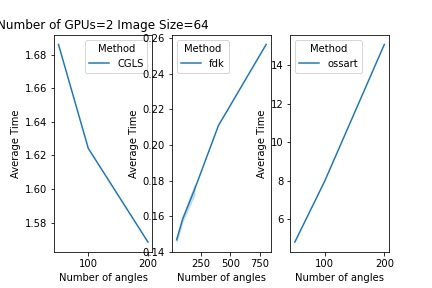 Number of GPUs=2 Image Size=64
Method
CGLS
1.68
1.66
1.64
1.62
1.60
1.58
Average Time
100
200
Number of angles
Method
fdk
0.26
0.24
0.22
0.20
0.18
0.16
0.14
Average Time
250
500
750
Number of angles
Method
ossart
14
12
10
8
6
Average Time
100
200
Number of angles